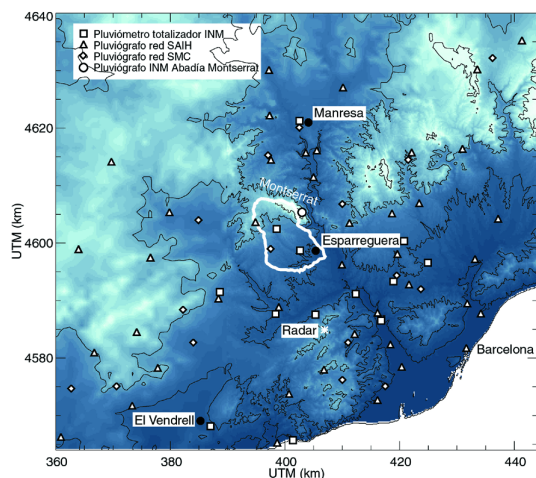 4640
4620
4600
4580
UTM (km)
Pluviómetro totalizador INM
Pluviógrafo red SAIH
Pluviógrafo red SMC
Pluviógrafo INM Abadía Montserrat
Manresa
Montserrat
Esparreguera
Radar
Barcelona
El Vendrell
360 380 400 420 440
UTM (km)